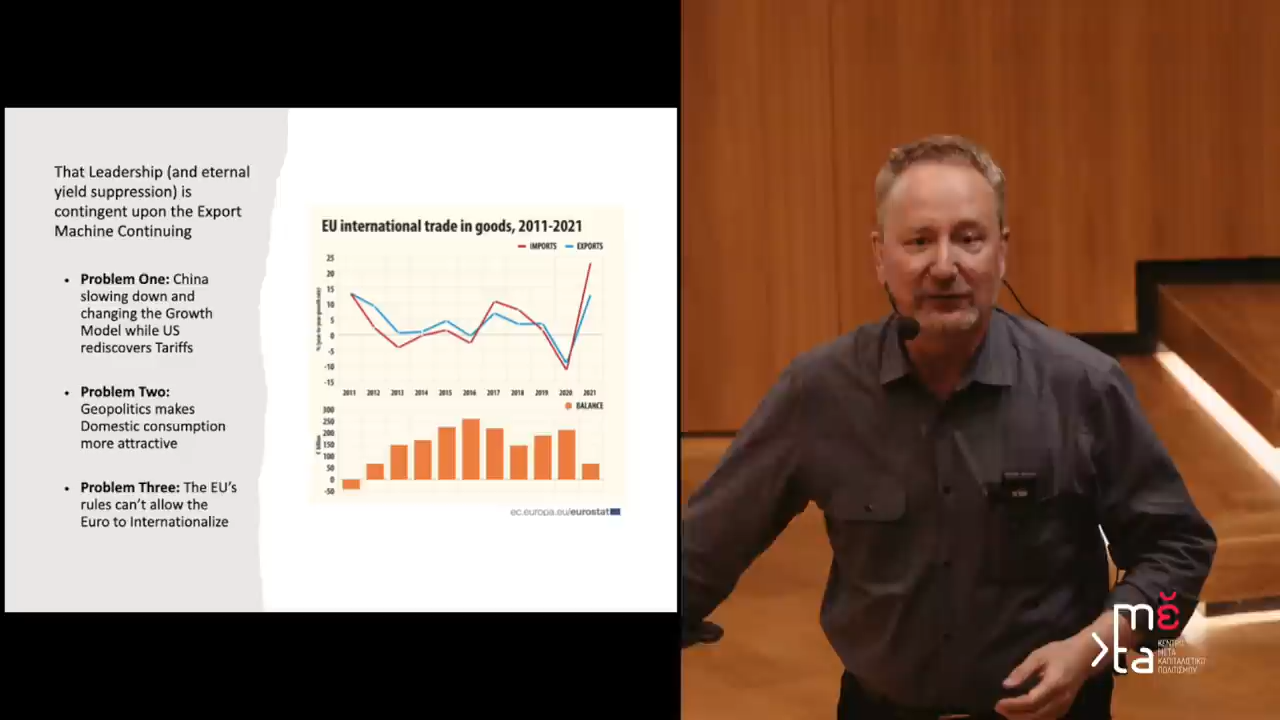 That Leadership (and eternal
yield suppression) is
contingent upon the Export
Machine Continuing
• Problem One: China
slowing down and
changing the Growth
Model while US
rediscovers Tariffs
• Problem Two:
Geopolitics makes
Domestic consumption
more attractive
• Problem Three: The EU's
rules can't allow the
Euro to Internationalize
EU international trade in goods, 2011-2021
IMPORTS EXPORTS
25
20
15
10
5
0
-5
-10
-15
2011 2012 2013 2014 2015 2016 2017 2018 2019 2020 2021
BALANCE
300
250
200
150
100
50
0
-50
ec.europa.eu/eurostat
mε̆
ta
ΚΕΝΤΡΟ
ΜΕΤΑ
ΚΑΠΙΤΑΛΙΣΤΙΚΟΥ
ΠΟΛΙΤΙΣΜΟΥ